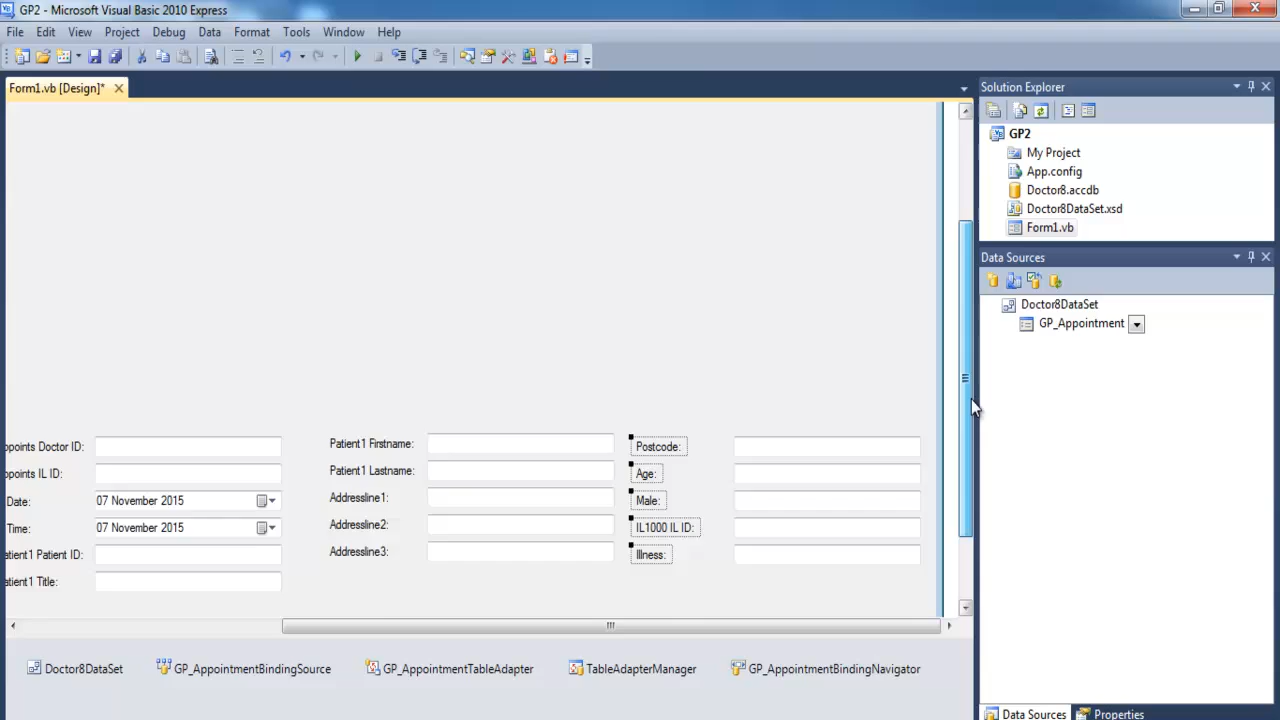 GP2 - Microsoft Visual Basic 2010 Express
File Edit View Project Debug Data Format Tools Window Help
Form1.vb [Design]*
Solution Explorer
GP2
My Project
App.config
Doctor8.accdb
Doctor8DataSet.xsd
Form1.vb
Data Sources
Doctor8DataSet
GP_Appointment
ppoints Doctor ID:
Patient1 Firstname:
Postcode:
ppoints IL ID:
Patient1 Lastname:
Age:
Date:
07 November 2015
Addressline1:
Male:
Time:
07 November 2015
Addressline2:
IL1000 IL ID:
atient1 Patient ID:
Addressline3:
Illness:
atient1 Title:
Doctor8DataSet
GP_AppointmentBindingSource
GP_AppointmentTableAdapter
TableAdapterManager
GP_AppointmentBindingNavigator
Data Sources
Properties